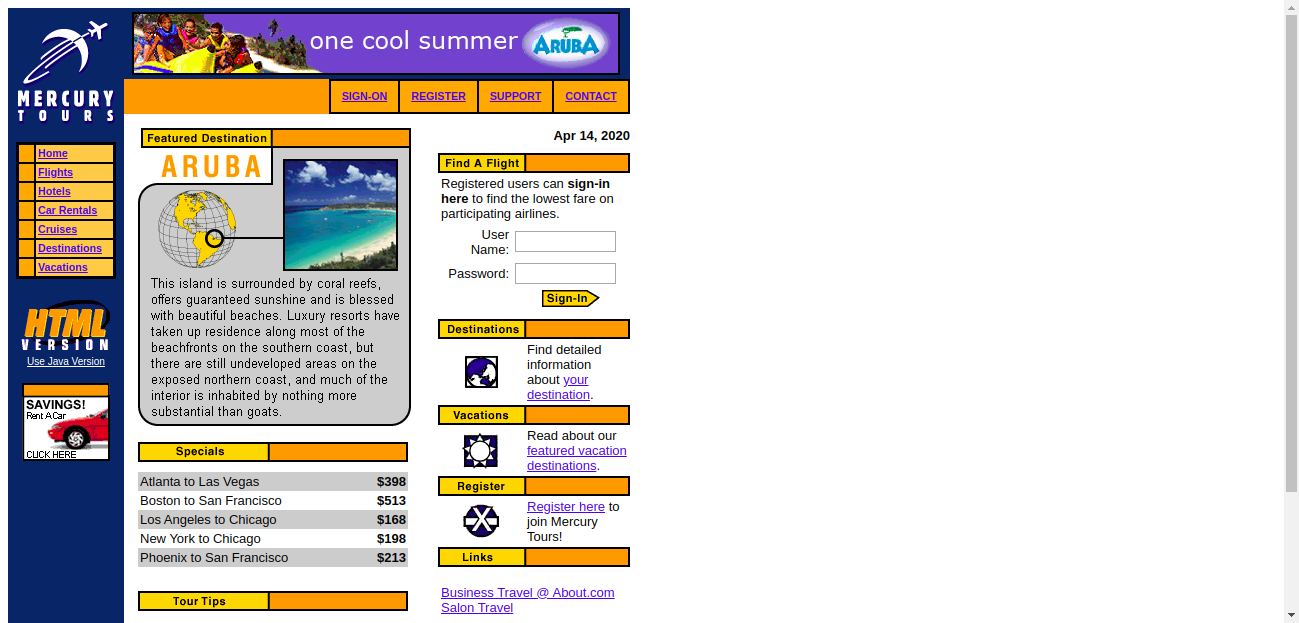 one cool summer
ARUBA
MERCURY
TOURS
SIGN-ON
REGISTER
SUPPORT
CONTACT
Home
Flights
Hotels
Car Rentals
Cruises
Destinations
Vacations
HTML
VERSION
Use Java Version
SAVINGS!
Rent A Car
CLICK HERE
Featured Destination
ARUBA
This island is surrounded by coral reefs,
offers guaranteed sunshine and is blessed
with beautiful beaches. Luxury resorts have
taken up residence along most of the
beachfronts on the southern coast, but
there are still undeveloped areas on the
exposed northern coast, and much of the
interior is inhabited by nothing more
substantial than goats.
Specials
Atlanta to Las Vegas $398
Boston to San Francisco $513
Los Angeles to Chicago $168
New York to Chicago $198
Phoenix to San Francisco $213
Tour Tips
Apr 14, 2020
Find A Flight
Registered users can sign-in
here to find the lowest fare on
participating airlines.
User
Name:
Password:
Sign-In
Destinations
Find detailed
information
about your
destination.
Vacations
Read about our
featured vacation
destinations.
Register
Register here to
join Mercury
Tours!
Links
Business Travel @ About.com
Salon Travel